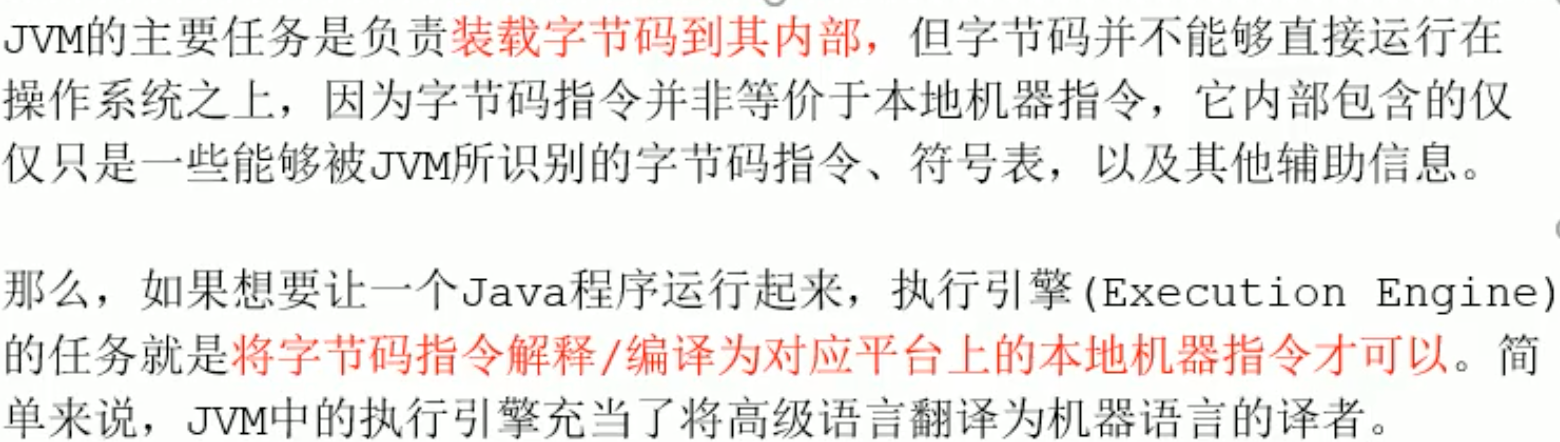 JVM的主要任务是负责装载字节码到其内部，但字节码并不能够直接运行在
操作系统之上，因为字节码指令并非等价于本地机器指令，它内部包含的仅
仅只是一些能够被JVM所识别的字节码指令、符号表，以及其他辅助信息。
那么，如果想要让一个Java程序运行起来，执行引擎(Execution Engine)
的任务就是将字节码指令解释/编译为对应平台上的本地机器指令才可以。简
单来说，JVM中的执行引擎充当了将高级语言翻译为机器语言的译者。